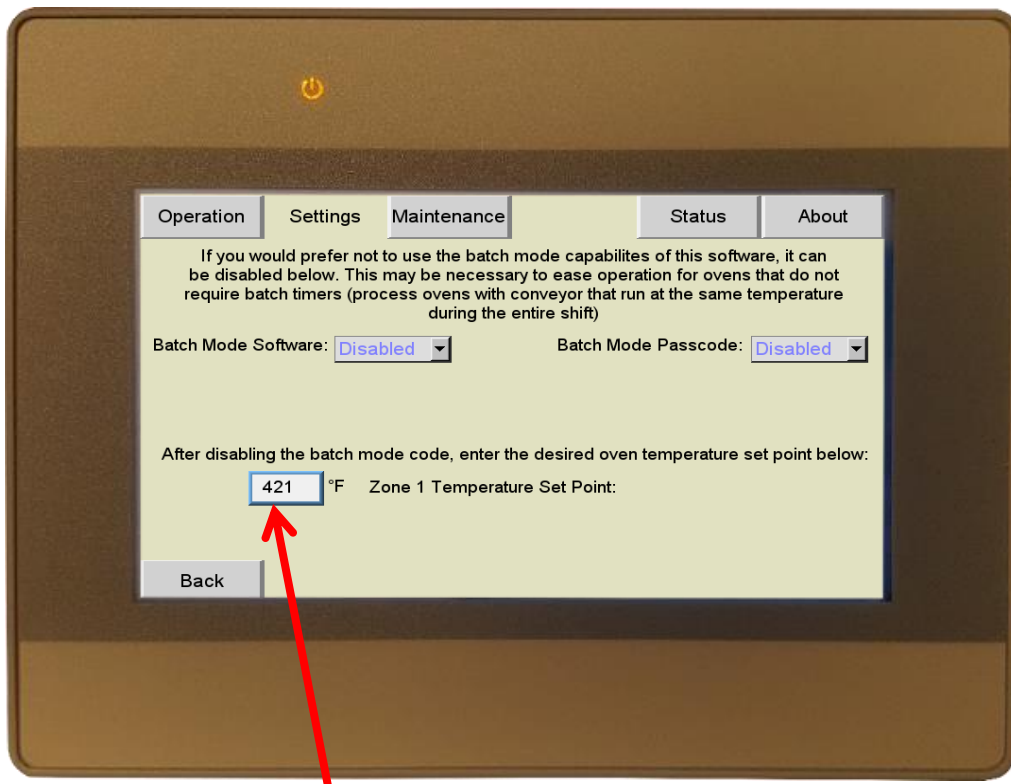 Operation Settings Maintenance Status About
If you would prefer not to use the batch mode capabilites of this software, it can
be disabled below. This may be necessary to ease operation for ovens that do not
require batch timers (process ovens with conveyor that run at the same temperature
during the entire shift)
Batch Mode Software: Disabled Batch Mode Passcode: Disabled
After disabling the batch mode code, enter the desired oven temperature set point below:
421 °F Zone 1 Temperature Set Point:
Back